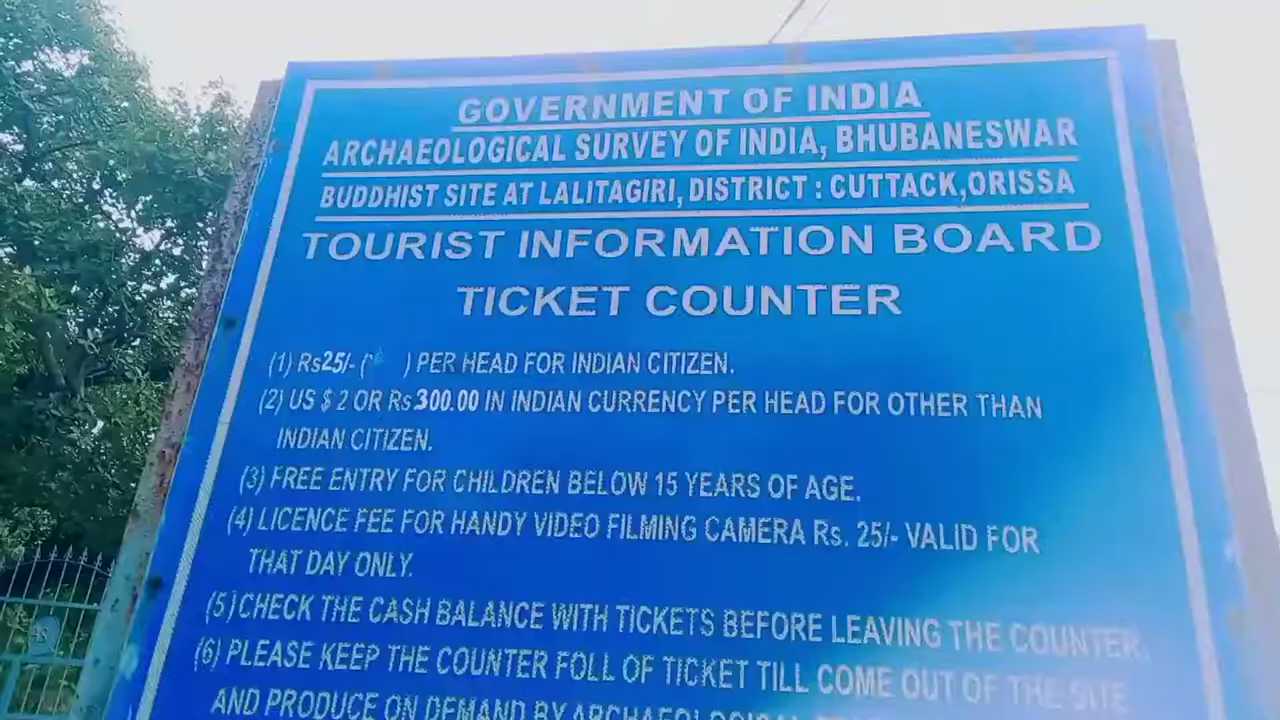 GOVERNMENT OF INDIA
ARCHAEOLOGICAL SURVEY OF INDIA, BHUBANESWAR
BUDDHIST SITE AT LALITAGIRI, DISTRICT : CUTTACK,ORISSA
TOURIST INFORMATION BOARD
TICKET COUNTER
(1) Rs25/- ( ) PER HEAD FOR INDIAN CITIZEN.
(2) US $ 2 OR Rs.300.00 IN INDIAN CURRENCY PER HEAD FOR OTHER THAN
INDIAN CITIZEN.
(3) FREE ENTRY FOR CHILDREN BELOW 15 YEARS OF AGE.
(4) LICENCE FEE FOR HANDY VIDEO FILMING CAMERA Rs. 25/- VALID FOR
THAT DAY ONLY.
(5) CHECK THE CASH BALANCE WITH TICKETS BEFORE LEAVING THE COUNTER.
(6) PLEASE KEEP THE COUNTER FOLL OF TICKET TILL COME OUT OF THE SITE
AND PRODUCE ON DEMAND BY ARCHAEOLOGICAL